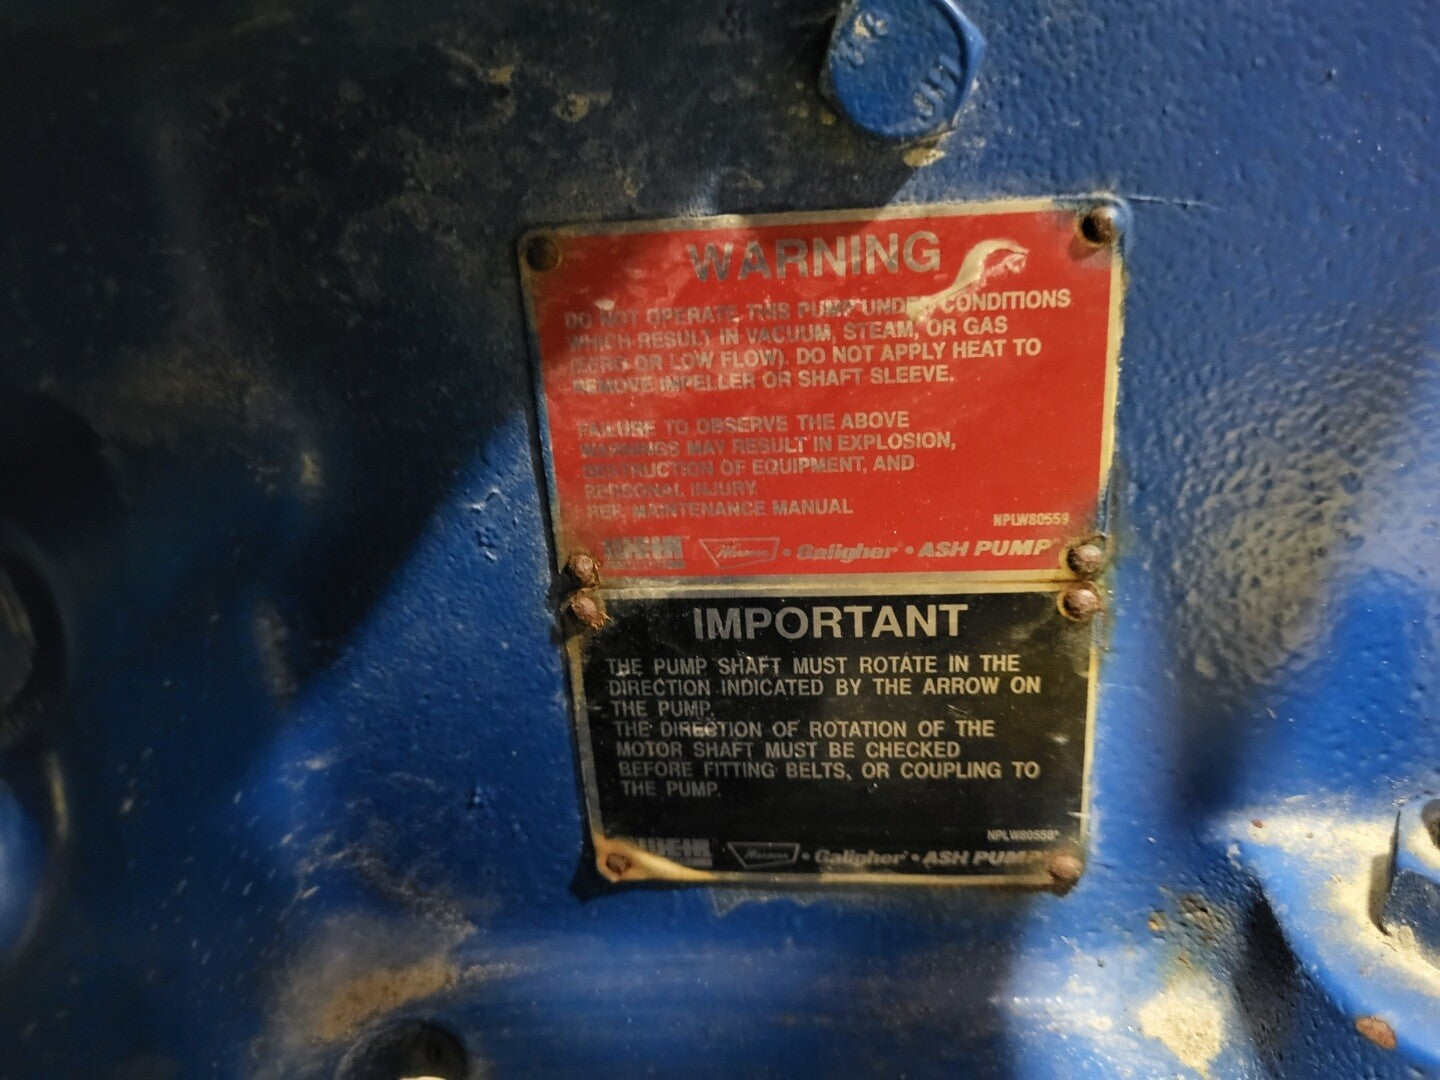 WARNING
DO NOT OPERATE THIS PUMP UNDER CONDITIONS
WHICH RESULT IN VACUUM, STEAM, OR GAS
(ZERO OR LOW FLOW). DO NOT APPLY HEAT TO
REMOVE IMPELLER OR SHAFT SLEEVE.
FAILURE TO OBSERVE THE ABOVE
WARNINGS MAY RESULT IN EXPLOSION,
DESTRUCTION OF EQUIPMENT, AND
PERSONAL INJURY.
REF. MAINTENANCE MANUAL
NPLW80559
WEIR Warman • Galigher • ASH PUMP
IMPORTANT
THE PUMP SHAFT MUST ROTATE IN THE
DIRECTION INDICATED BY THE ARROW ON
THE PUMP.
THE DIRECTION OF ROTATION OF THE
MOTOR SHAFT MUST BE CHECKED
BEFORE FITTING BELTS, OR COUPLING TO
THE PUMP.
WEIR Warman • Galigher • ASH PUMP